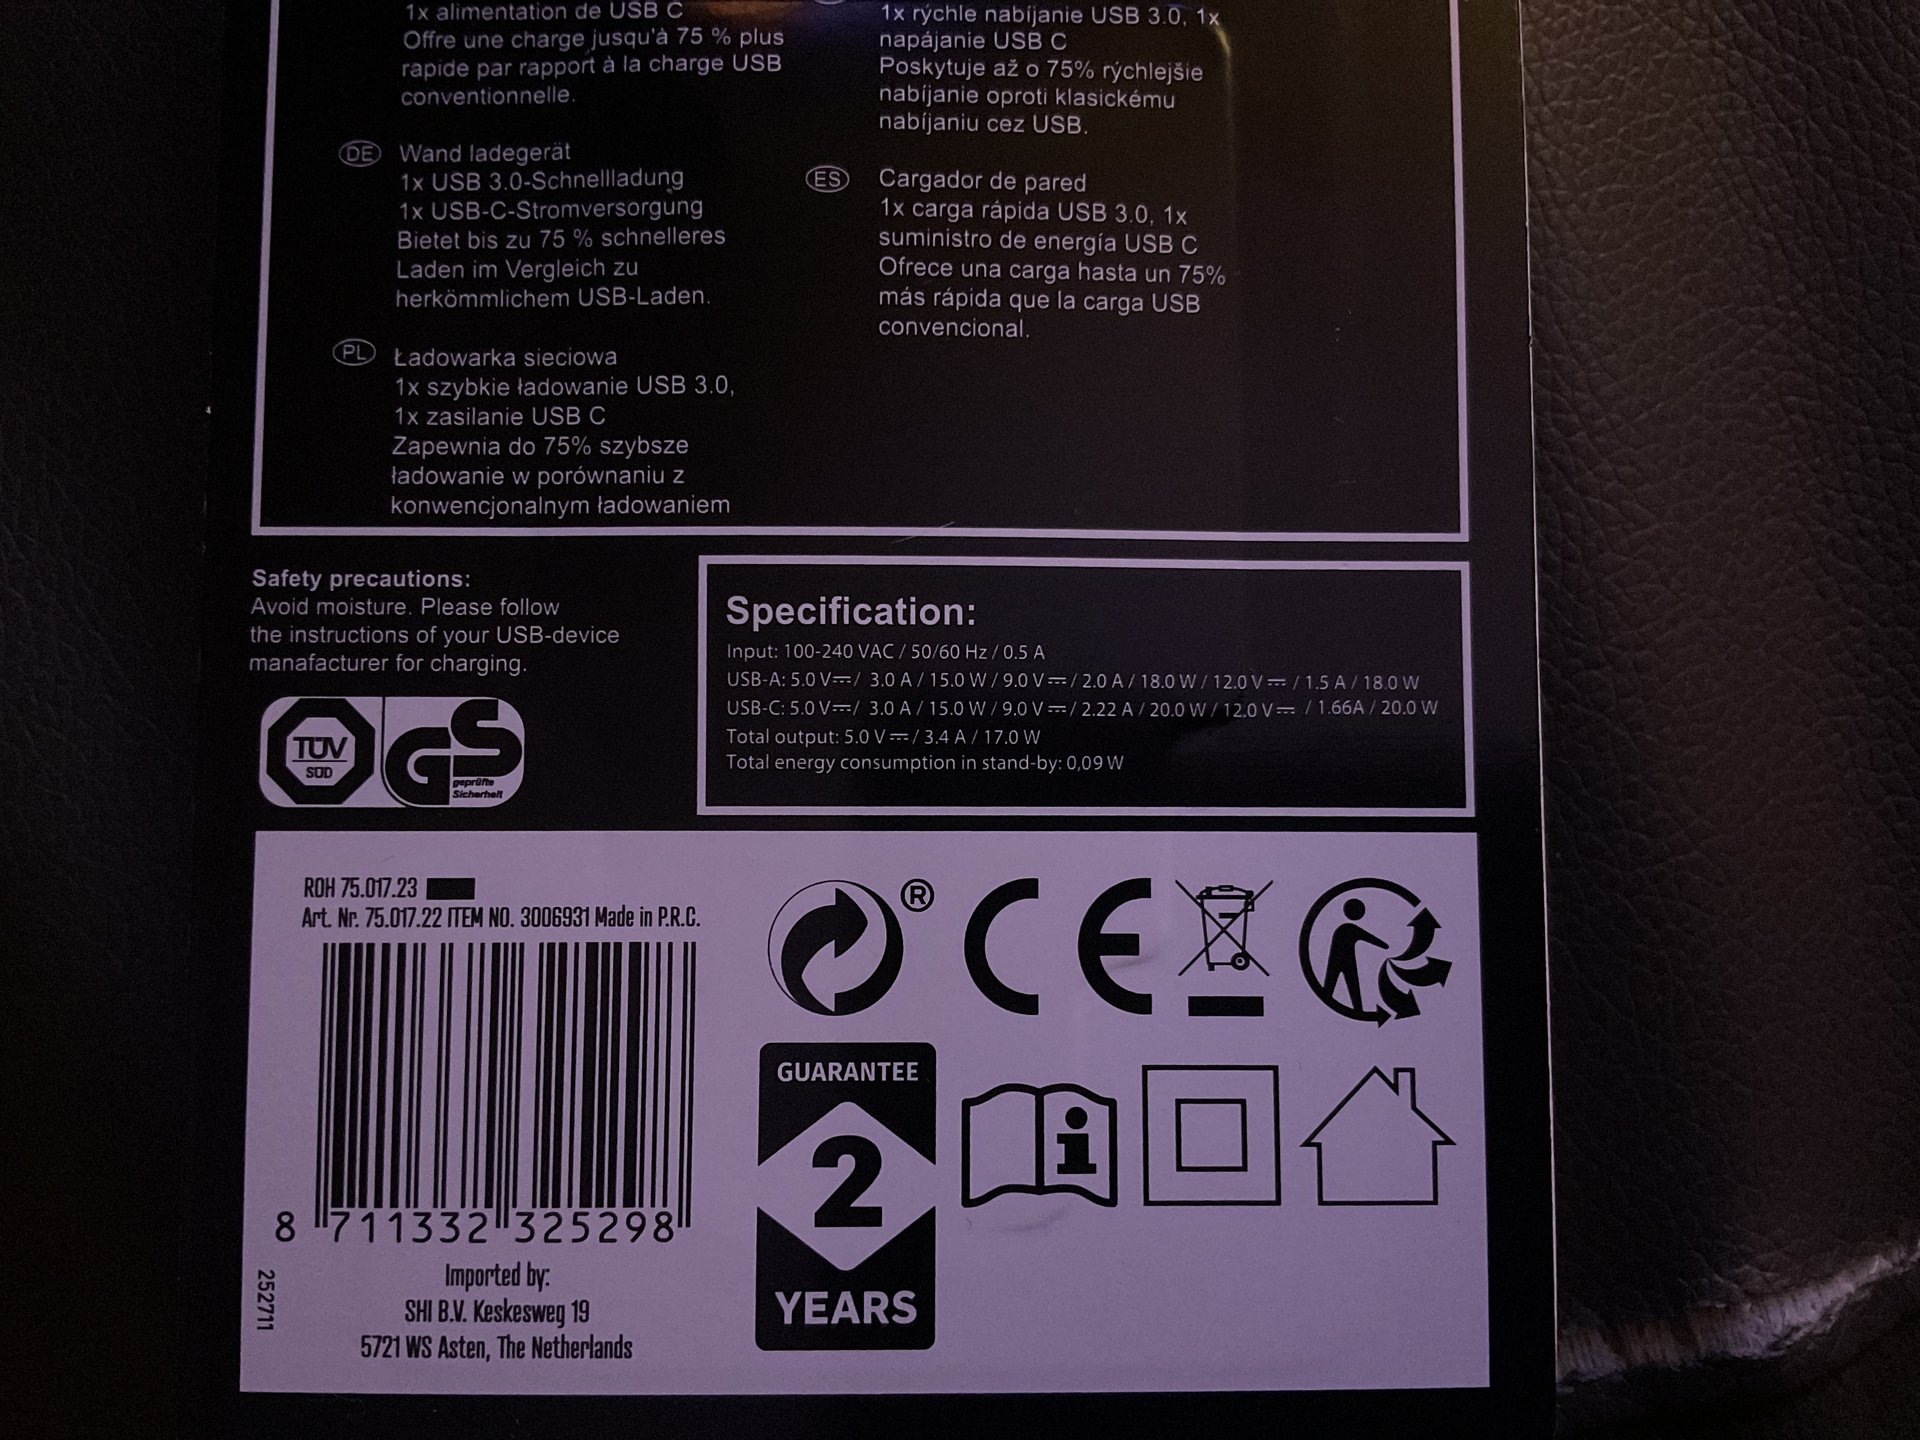 1x alimentation de USB C
Offre une charge jusqu'à 75 % plus
rapide par rapport à la charge USB
conventionnelle.
DE Wand ladegerät
1x USB 3.0-Schnellladung
1x USB-C-Stromversorgung
Bietet bis zu 75 % schnelleres
Laden im Vergleich zu
herkömmlichem USB-Laden.
PL Ładowarka sieciowa
1x szybkie ładowanie USB 3.0,
1x zasilanie USB C
Zapewnia do 75% szybsze
ładowanie w porównaniu z
konwencjonalnym ładowaniem
1x rýchle nabíjanie USB 3.0, 1x
napájanie USB C
Poskytuje až o 75% rýchlejšie
nabíjanie oproti klasickému
nabíjaniu cez USB.
ES Cargador de pared
1x carga rápida USB 3.0, 1x
suministro de energía USB C
Ofrece una carga hasta un 75%
más rápida que la carga USB
convencional.
Safety precautions:
Avoid moisture. Please follow
the instructions of your USB-device
manafacturer for charging.
TÜV
SÜD
GS
geprüfte
Sicherheit
Specification:
Input: 100-240 VAC / 50/60 Hz / 0.5 A
USB-A: 5.0 V⎓/ 3.0 A / 15.0 W / 9.0 V⎓/ 2.0 A / 18.0 W / 12.0 V⎓ / 1.5 A / 18.0 W
USB-C: 5.0 V⎓/ 3.0 A / 15.0 W / 9.0 V⎓/ 2.22 A / 20.0 W / 12.0 V⎓ / 1.66A / 20.0 W
Total output: 5.0 V⎓/ 3.4 A / 17.0 W
Total energy consumption in stand-by: 0,09 W
ROH 75.017.23
Art. Nr. 75.017.22 ITEM NO. 3006931 Made in P.R.C.
8 711332 325298
252711
Imported by:
SHI B.V. Keskesweg 19
5721 WS Asten, The Netherlands
®
CE
GUARANTEE
2
YEARS
i